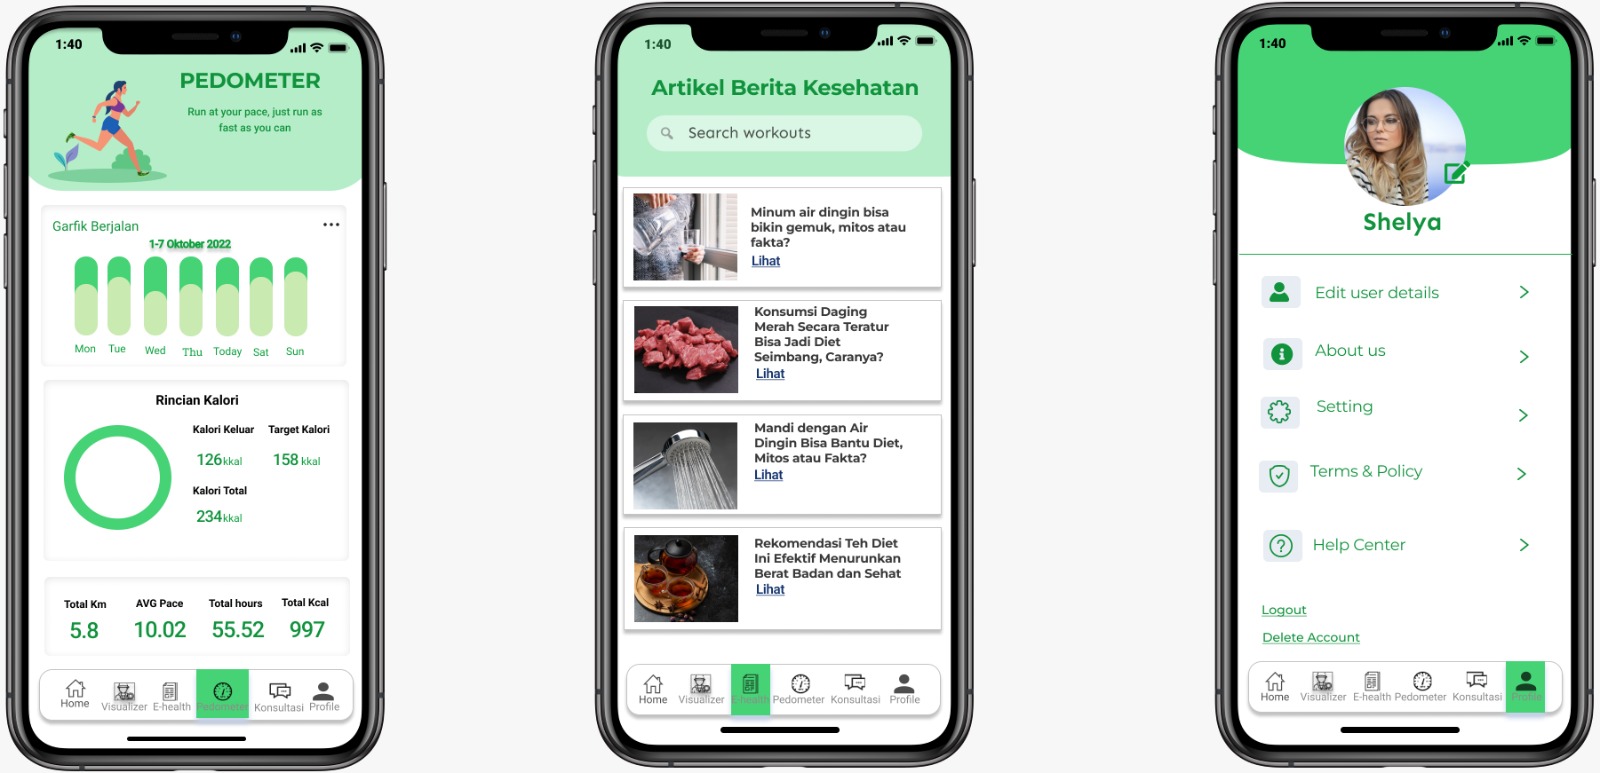 1:40
PEDOMETER
Run at your pace, just run as
fast as you can
Garfik Berjalan
1-7 Oktober 2022
Mon Tue Wed Thu Today Sat Sun
Rincian Kalori
Kalori Keluar Target Kalori
126 kkal 158 kkal
Kalori Total
234 kkal
Total Km AVG Pace Total hours Total Kcal
5.8 10.02 55.52 997
Home Visualizer E-health Pedometer Konsultasi Profile
1:40
Artikel Berita Kesehatan
Search workouts
Minum air dingin bisa
bikin gemuk, mitos atau
fakta?
Lihat
Konsumsi Daging
Merah Secara Teratur
Bisa Jadi Diet
Seimbang, Caranya?
Lihat
Mandi dengan Air
Dingin Bisa Bantu Diet,
Mitos atau Fakta?
Lihat
Rekomendasi Teh Diet
Ini Efektif Menurunkan
Berat Badan dan Sehat
Lihat
Home Visualizer E-health Pedometer Konsultasi Profile
1:40
Shelya
Edit user details
About us
Setting
Terms & Policy
Help Center
Logout
Delete Account
Home Visualizer E-health Pedometer Konsultasi Profile